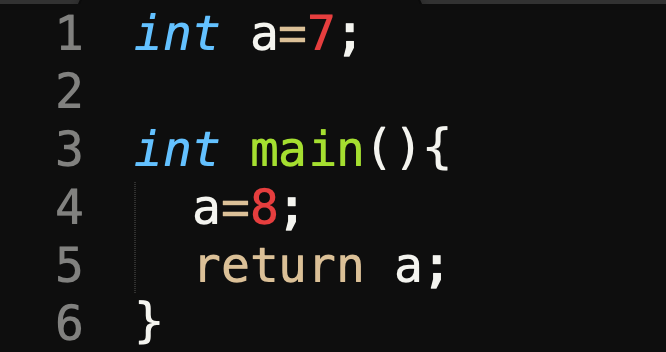 1 int a=7;
2
3 int main(){
4   a=8;
5   return a;
6 }